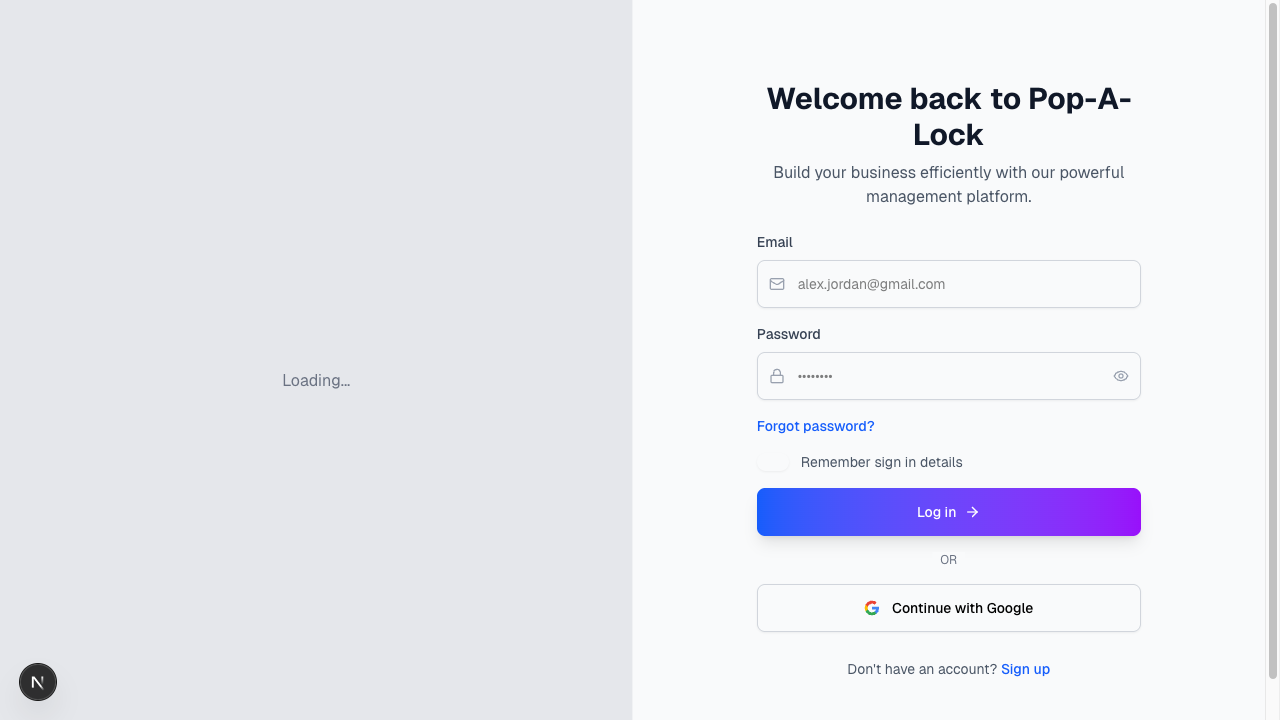 Loading...
Welcome back to Pop-A-
Lock
Build your business efficiently with our powerful
management platform.
Email
alex.jordan@gmail.com
Password
••••••••
Forgot password?
Remember sign in details
Log in
OR
Continue with Google
Don't have an account? Sign up
N